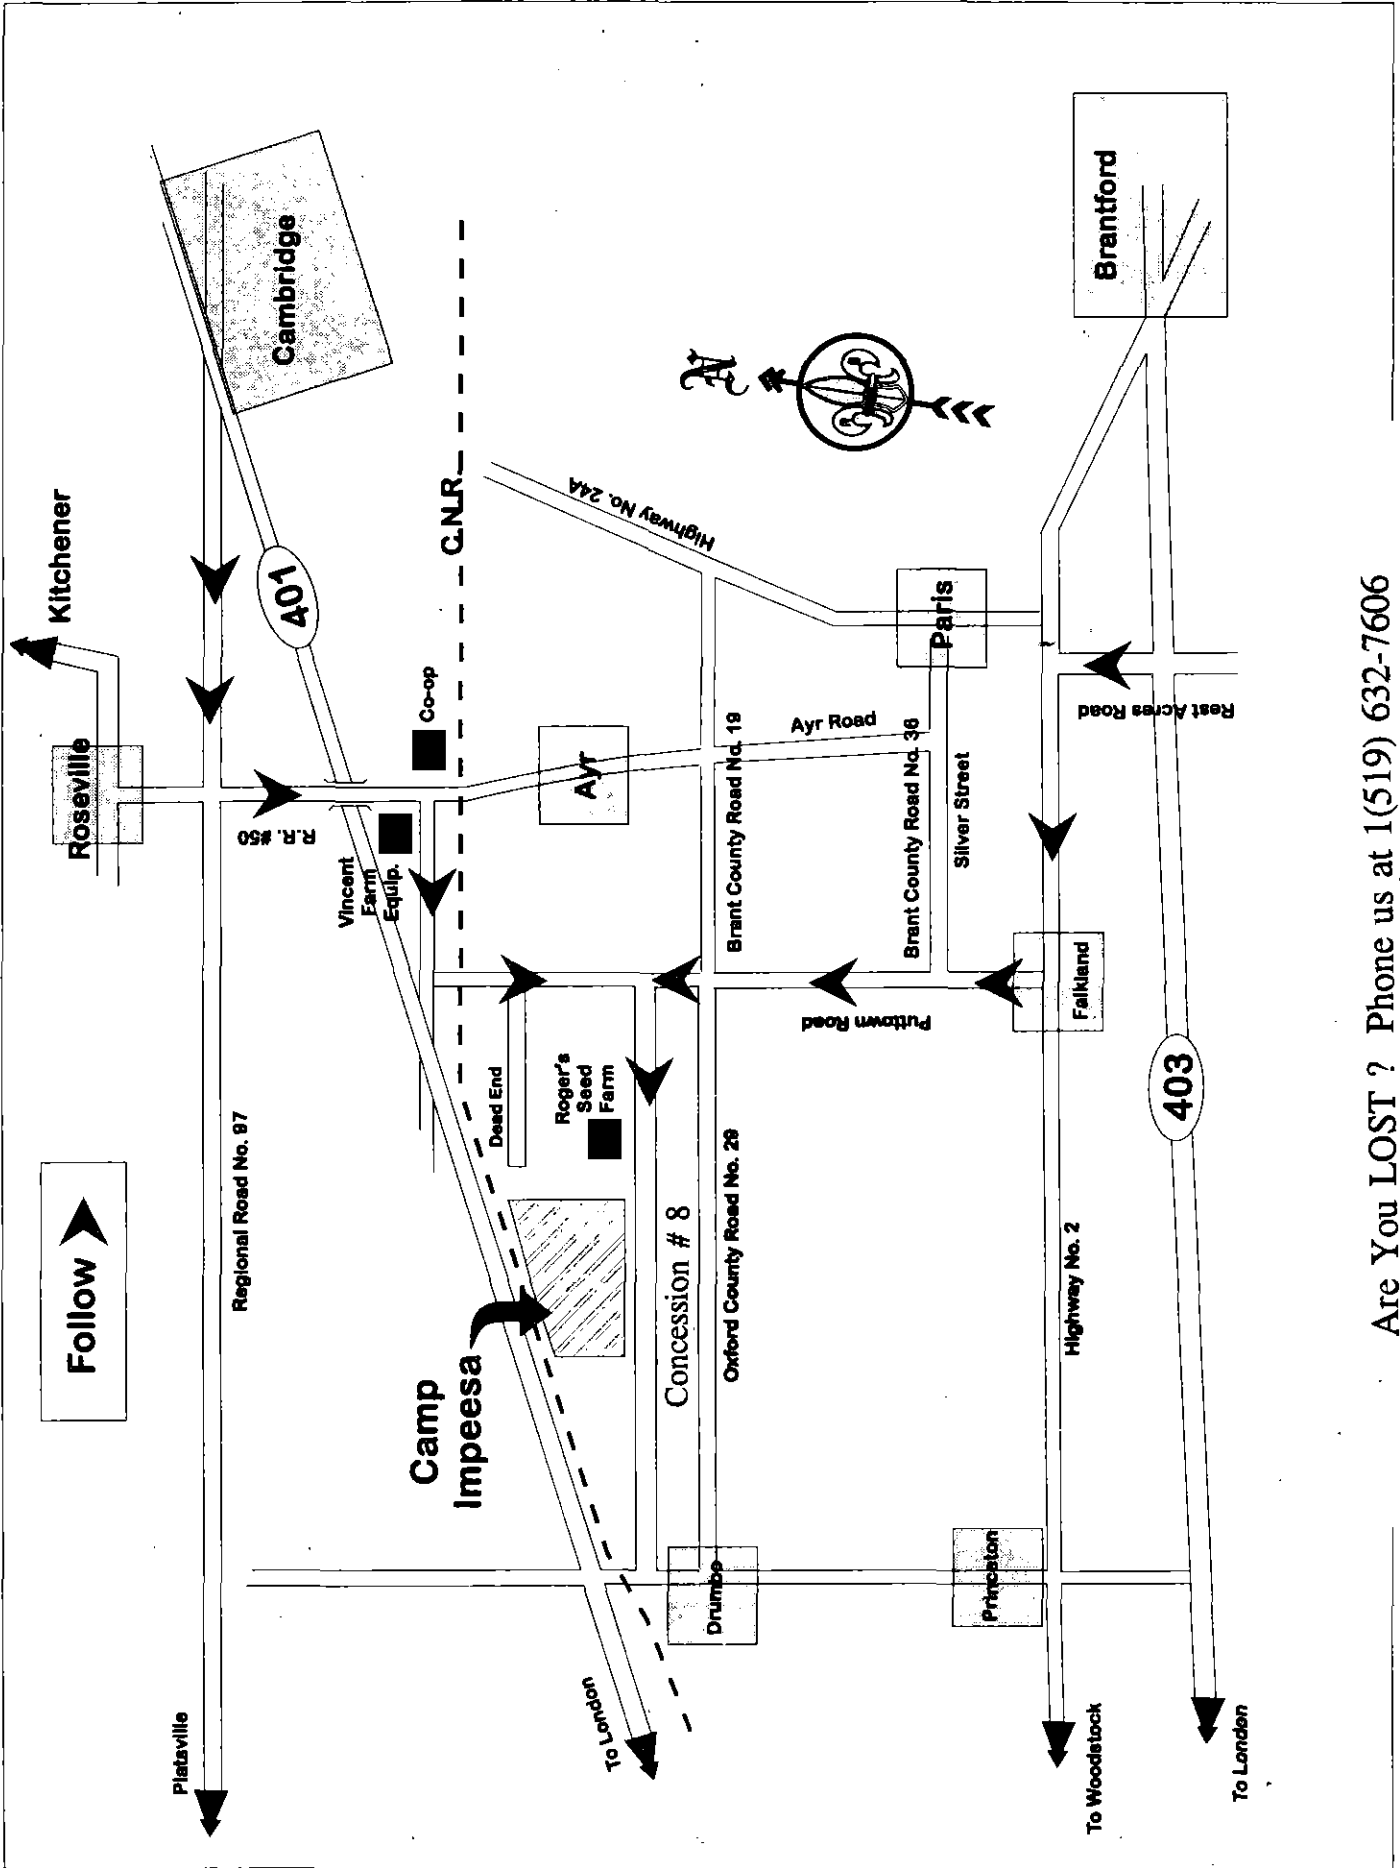 Follow
Platsville
Regional Road No. 97
Roseville
Kitchener
R.R. #50
401
Cambridge
Vincent
Farm
Equip.
Co-op
C.N.R.
Camp
Impeesa
Dead End
Roger's
Seed
Farm
Ayr
Highway No. 24A
N
To London
Concession # 8
Drumbo
Oxford County Road No. 29
Brant County Road No. 19
Ayr Road
Puttown Road
Brant County Road No. 36
Silver Street
Paris
Princeton
Falkland
Highway No. 2
Rest Acres Road
Brantford
To Woodstock
403
To London
Are You LOST ? Phone us at 1(519) 632-7606